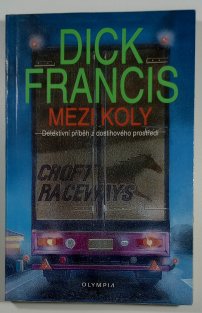 DICK
FRANCIS
MEZI KOLY
Detektivní příběh z dostihového prostředí
CROFT
RACEWAYS
OLYMPIA